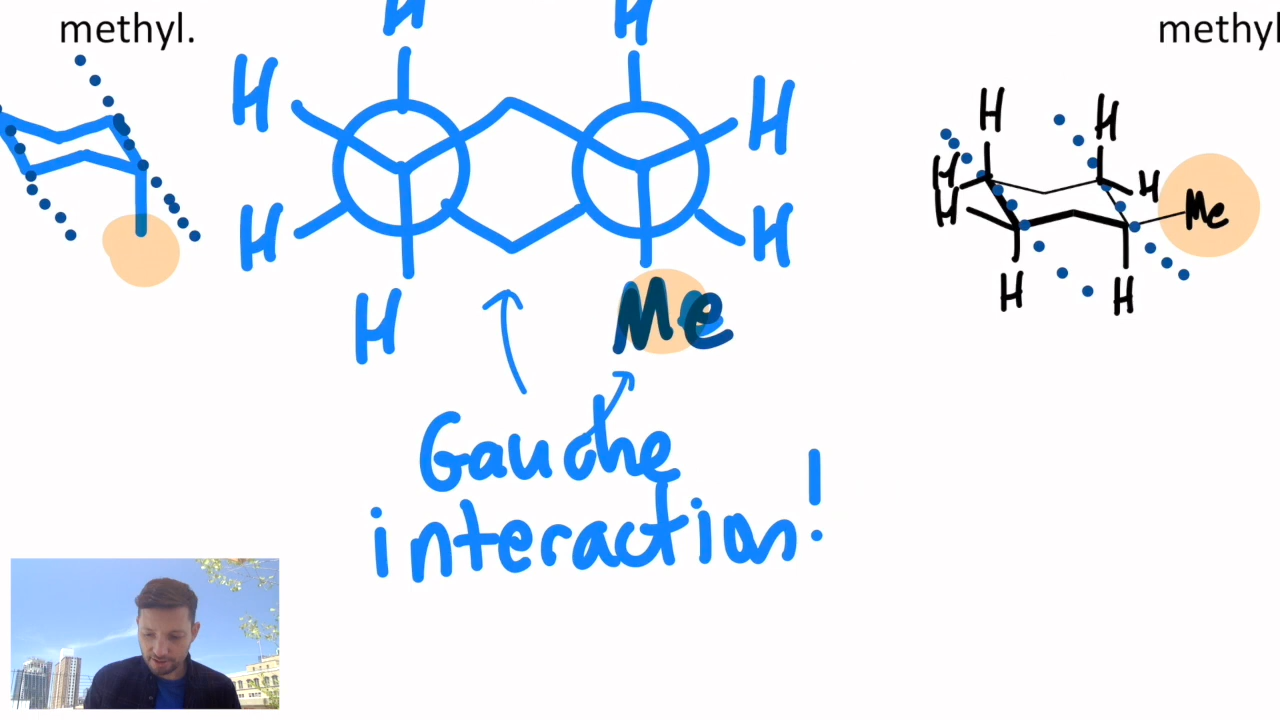 methyl.
methyl
H H
H H
H H
H Me
Gauche
interaction!
H H
H H
H Me
H H